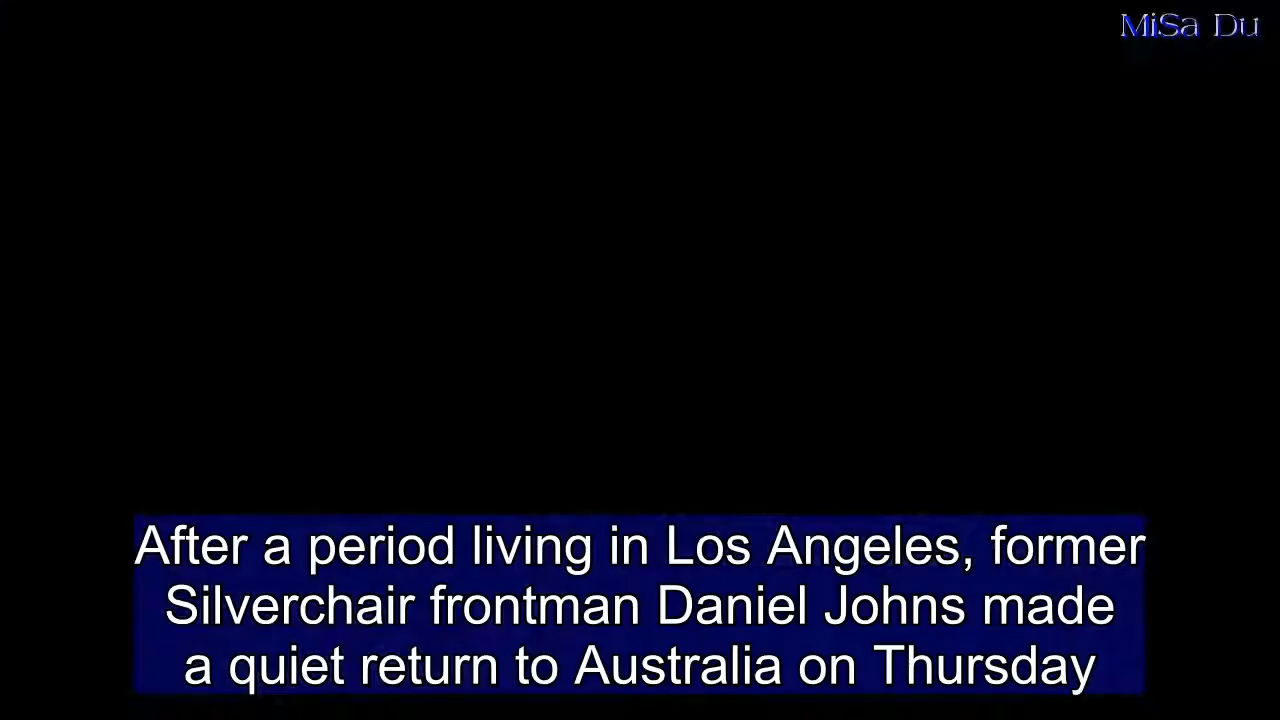 MiSa Du
After a period living in Los Angeles, former
Silverchair frontman Daniel Johns made
a quiet return to Australia on Thursday